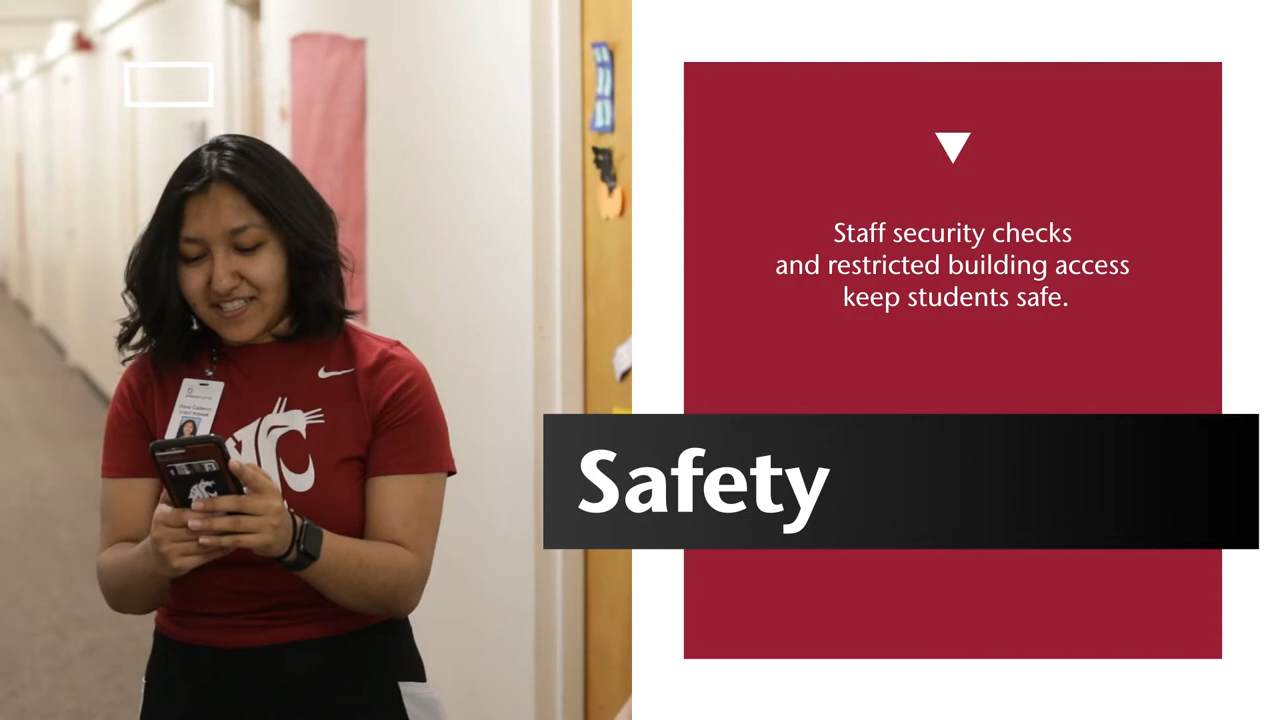 Staff security checks
and restricted building access
keep students safe.
Safety